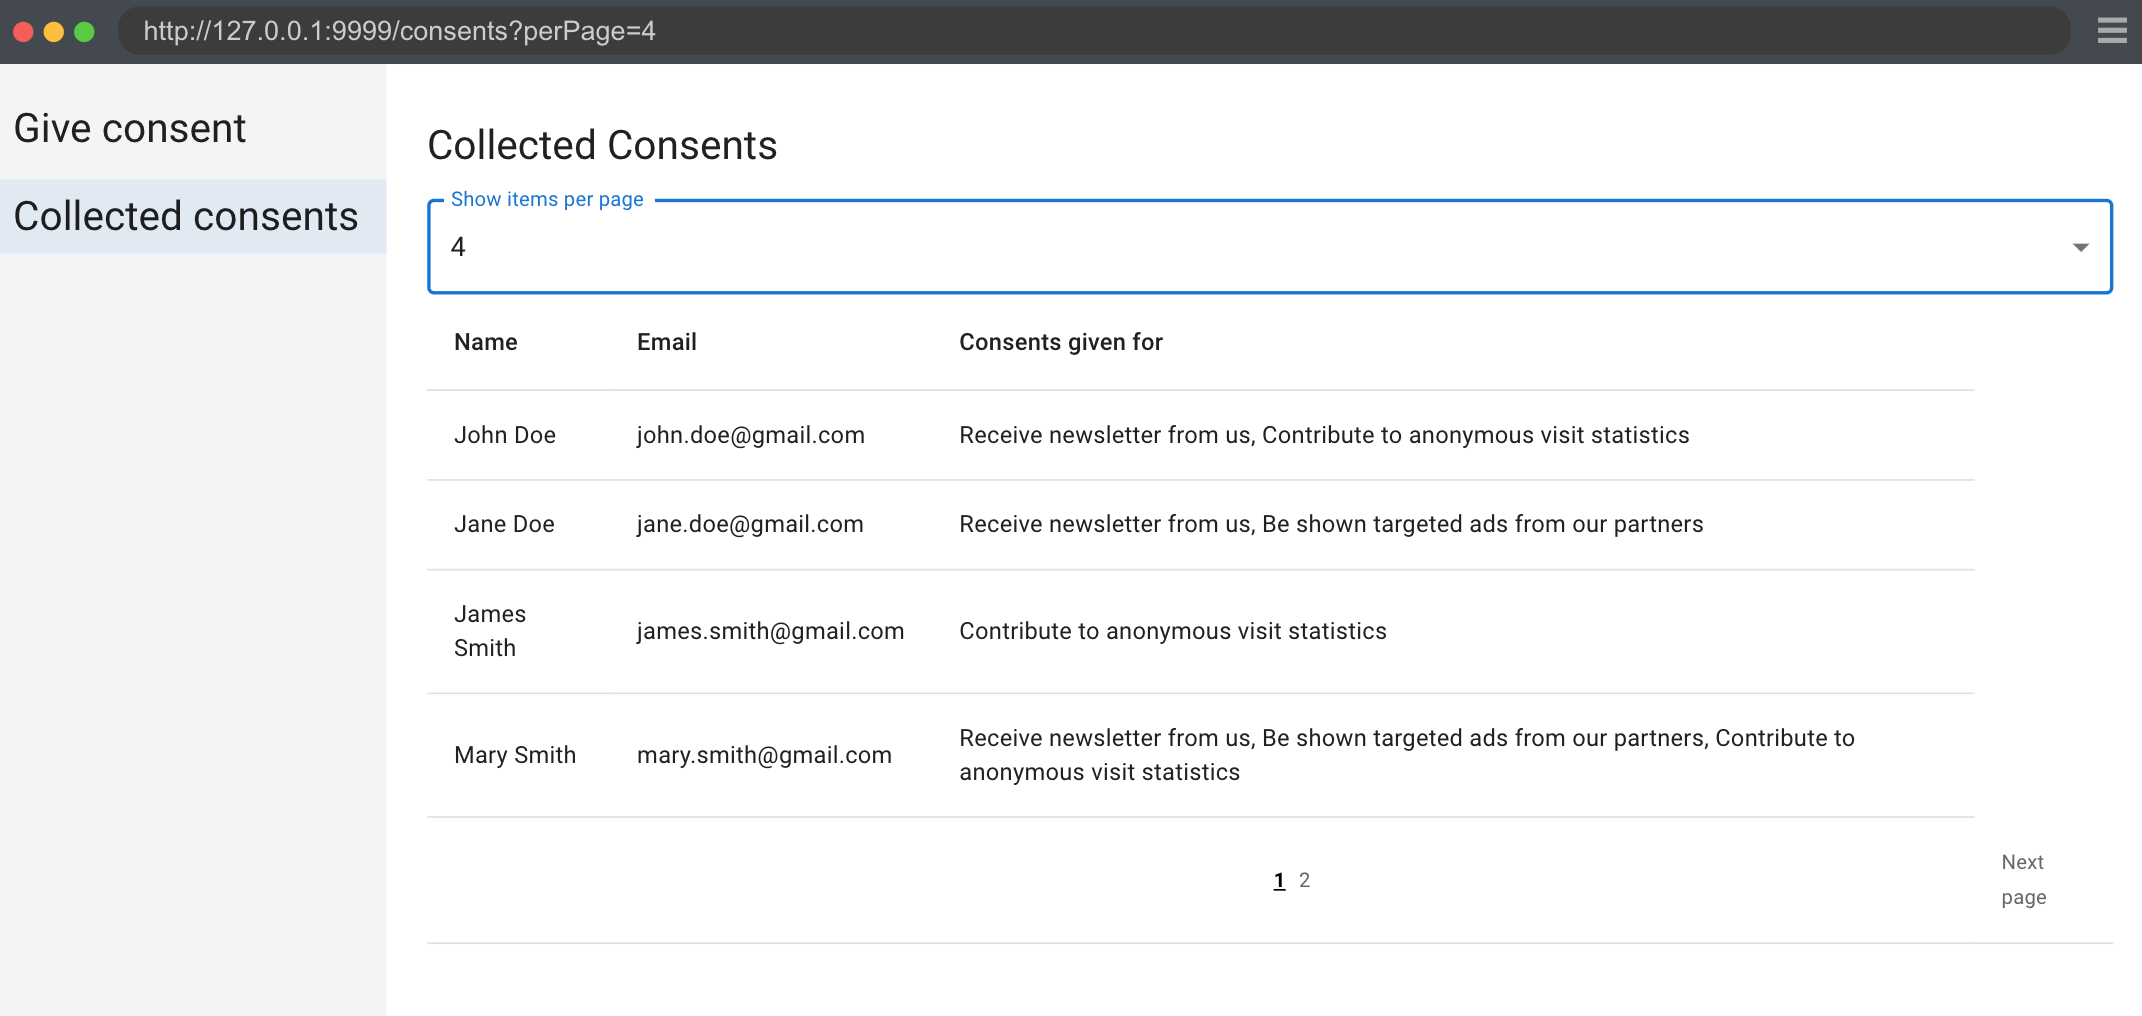 http://127.0.0.1:9999/consents?perPage=4
Give consent
Collected consents
Collected Consents
Show items per page
4
Name Email Consents given for
John Doe john.doe@gmail.com Receive newsletter from us, Contribute to anonymous visit statistics
Jane Doe jane.doe@gmail.com Receive newsletter from us, Be shown targeted ads from our partners
James
Smith
james.smith@gmail.com Contribute to anonymous visit statistics
Mary Smith mary.smith@gmail.com
Receive newsletter from us, Be shown targeted ads from our partners, Contribute to
anonymous visit statistics
1 2
Next
page